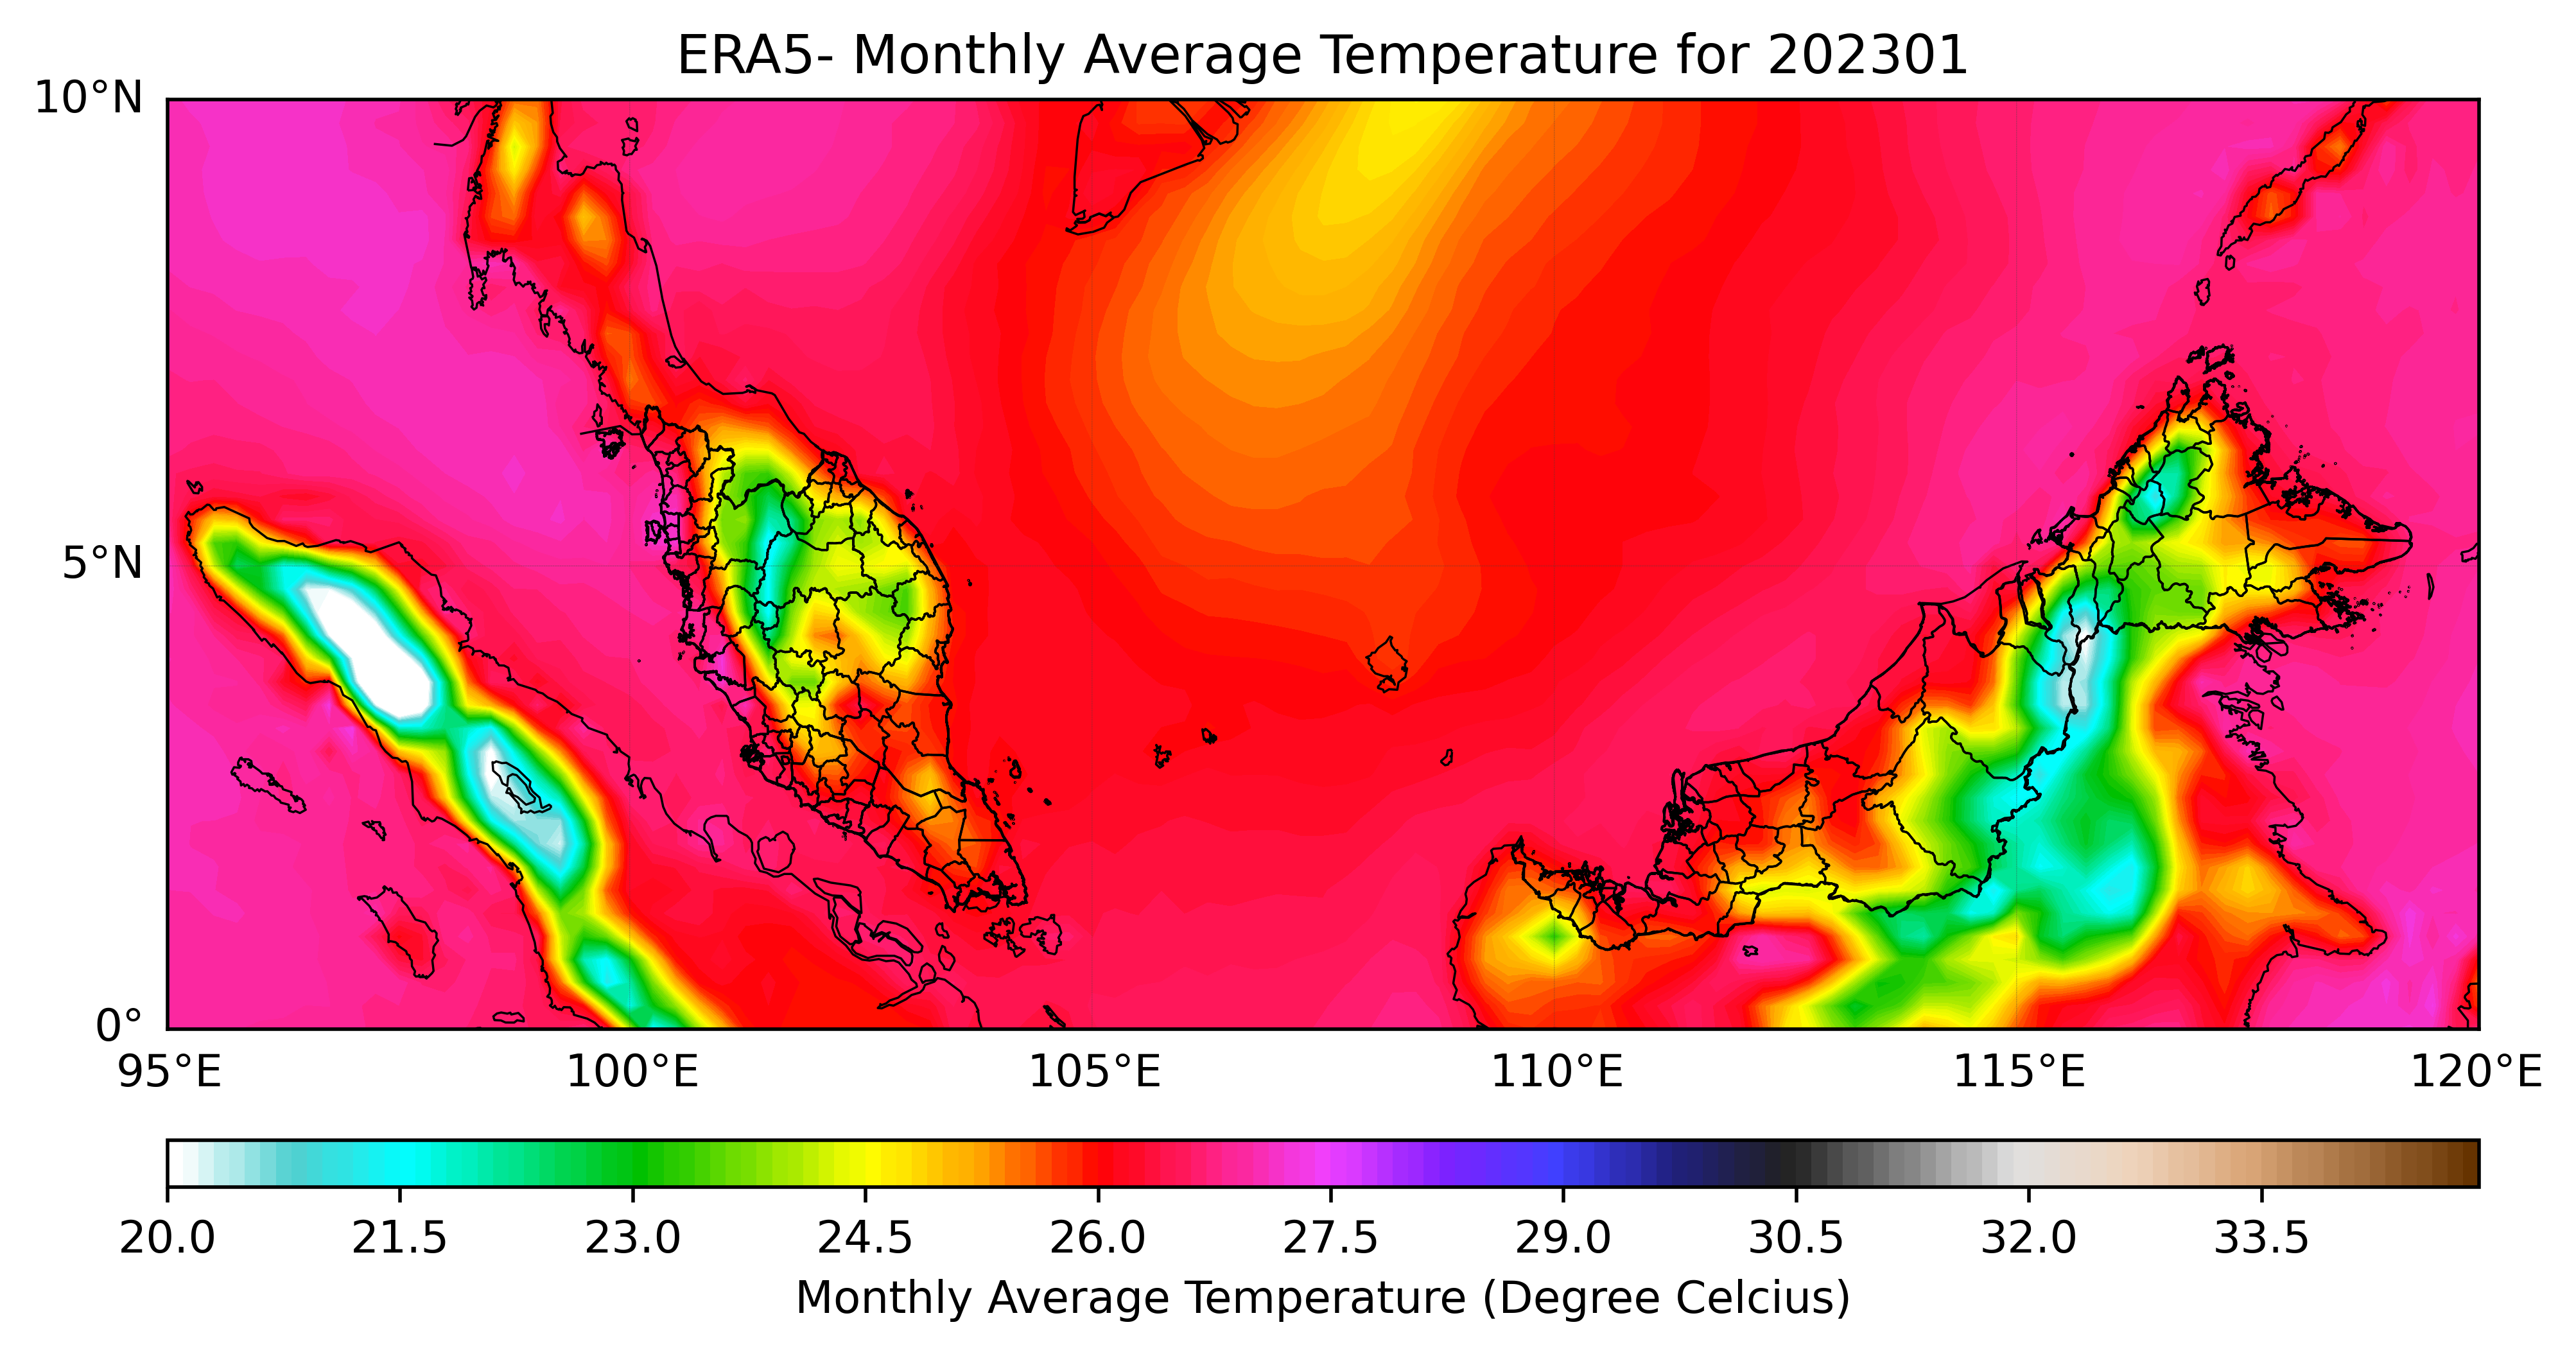 ERA5- Monthly Average Temperature for 202301
10°N
5°N
0°
95°E 100°E 105°E 110°E 115°E 120°E
20.0 21.5 23.0 24.5 26.0 27.5 29.0 30.5 32.0 33.5
Monthly Average Temperature (Degree Celcius)